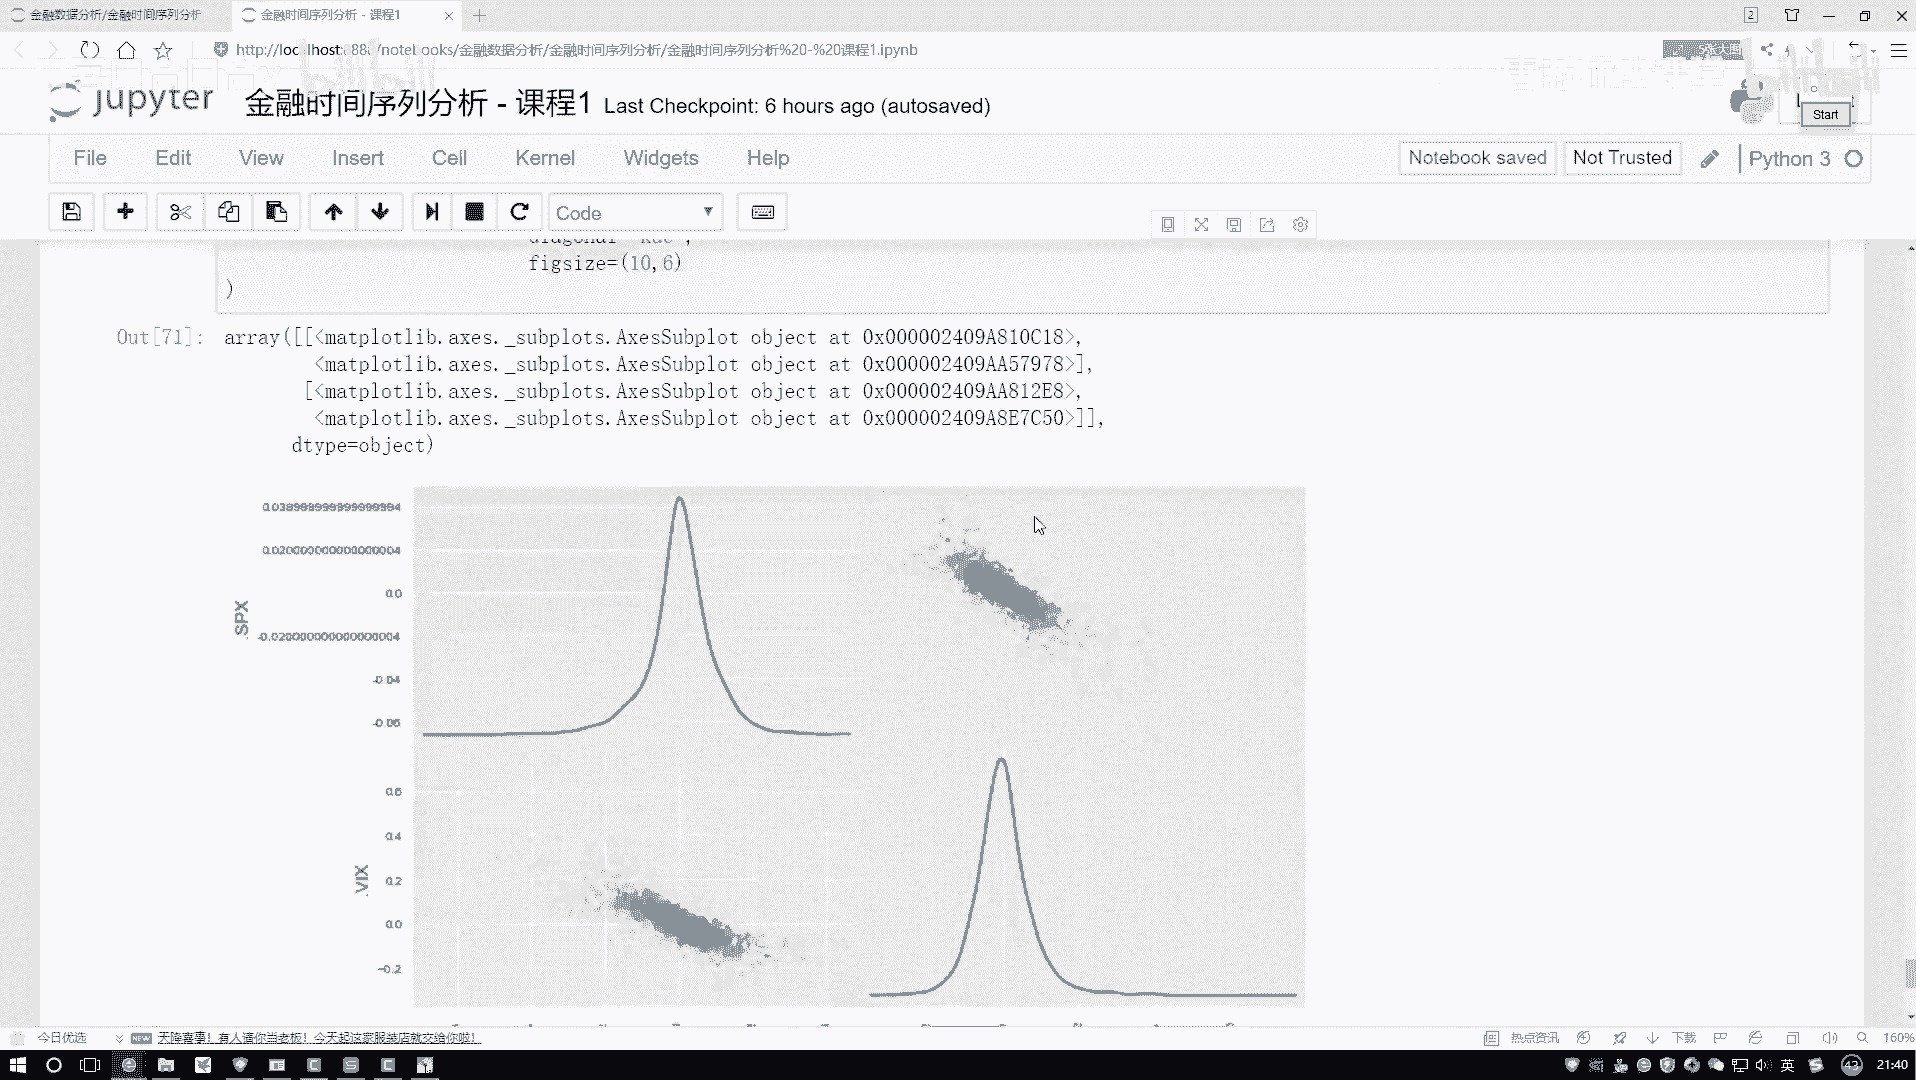 金融数据分析/金融时间序列分析
金融时间序列分析 - 课程1
2
http://localhost:888/notebooks/金融数据分析/金融时间序列分析/金融时间序列分析%20-%20课程1.ipynb
jupyter
金融时间序列分析 - 课程1 Last Checkpoint: 6 hours ago (autosaved)
Start
File Edit View Insert Cell Kernel Widgets Help
Notebook saved Not Trusted Python 3
Code
figsize=(10,6)
)
Out[71]: array([[<matplotlib.axes._subplots.AxesSubplot object at 0x000002409A810C18>,
<matplotlib.axes._subplots.AxesSubplot object at 0x000002409AA57978>],
[<matplotlib.axes._subplots.AxesSubplot object at 0x000002409AA812E8>,
<matplotlib.axes._subplots.AxesSubplot object at 0x000002409A8E7C50>]],
dtype=object)
0.020000000000000004
0.0
-0.020000000000000004
-0.04
-0.06
.SPX
0.6
0.4
0.2
0.0
-0.2
.VIX
今日优选
NEW 天降喜事！有人请你当老板！今天起这家服装店就交给你啦！
热点资讯 下载 160%
英 43 21:40